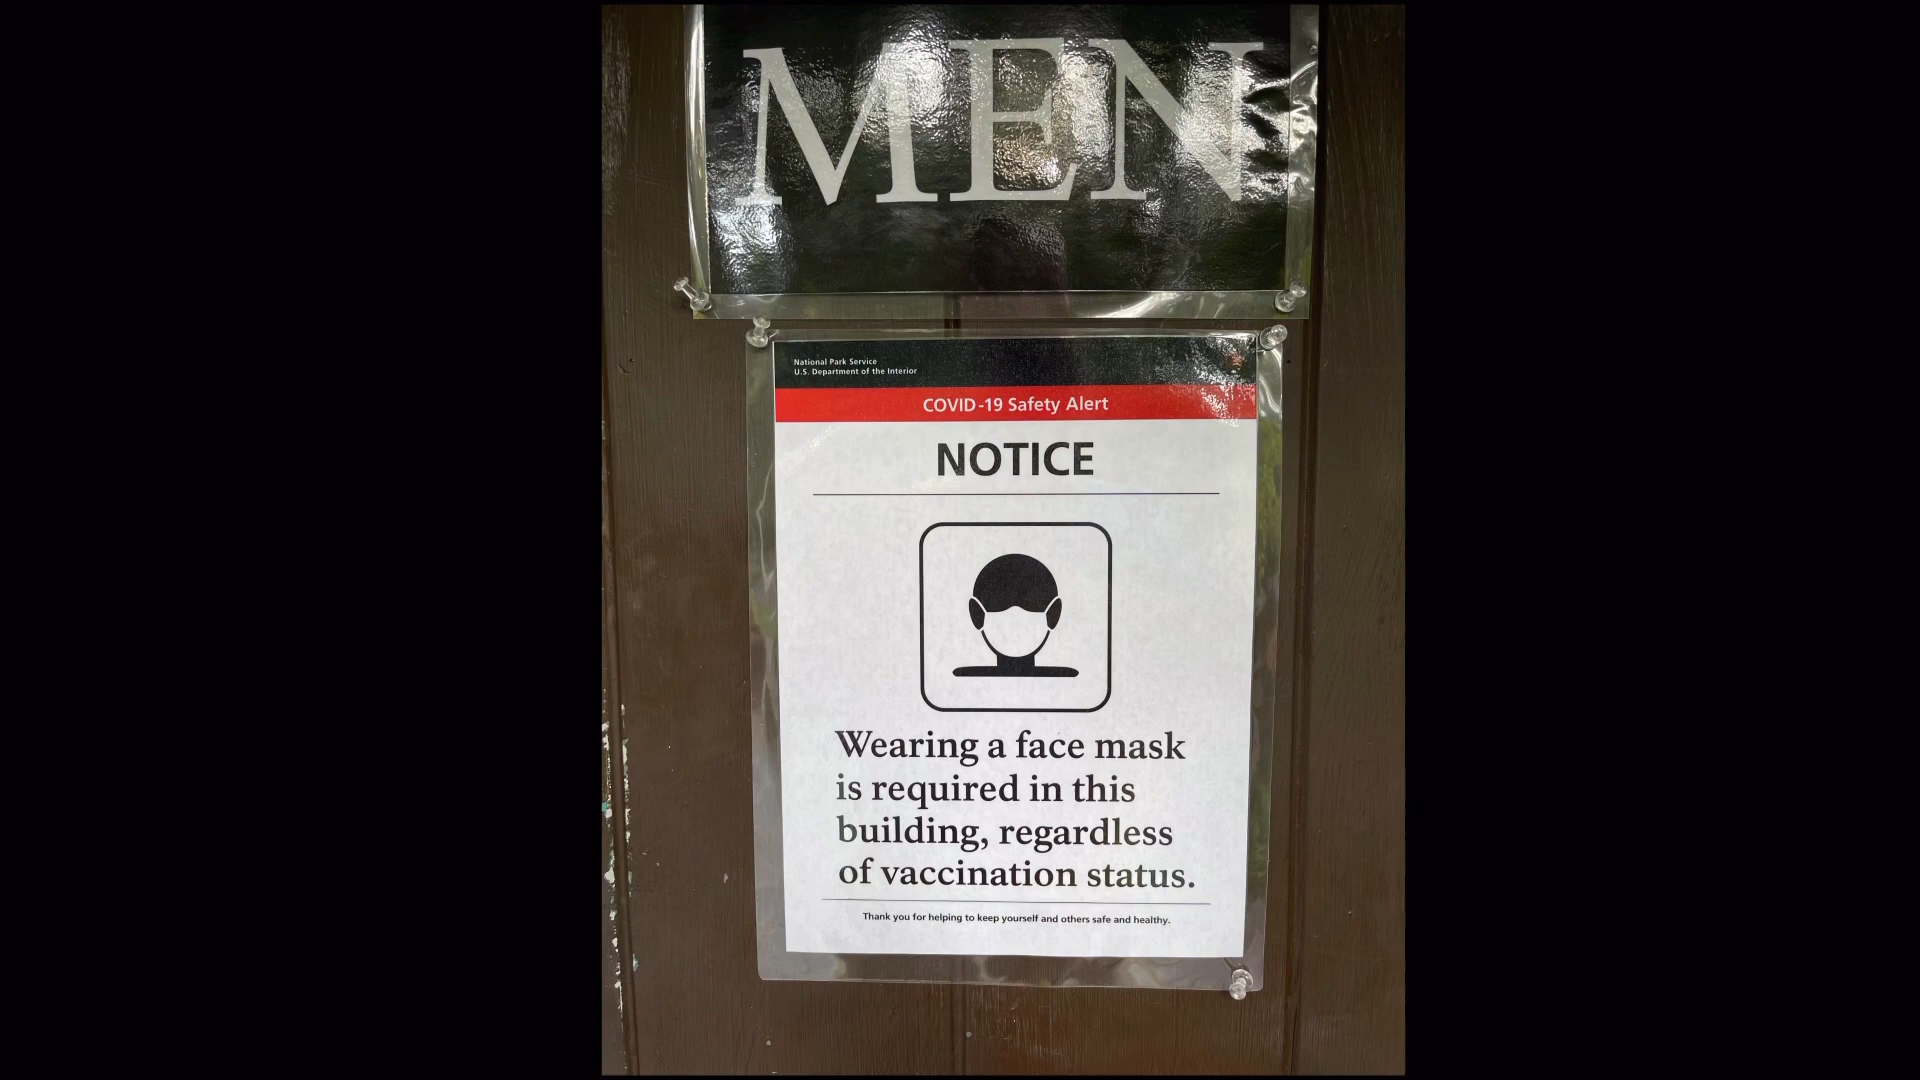 MEN
National Park Service
U.S. Department of the Interior
COVID-19 Safety Alert
NOTICE
Wearing a face mask
is required in this
building, regardless
of vaccination status.
Thank you for helping to keep yourself and others safe and healthy.